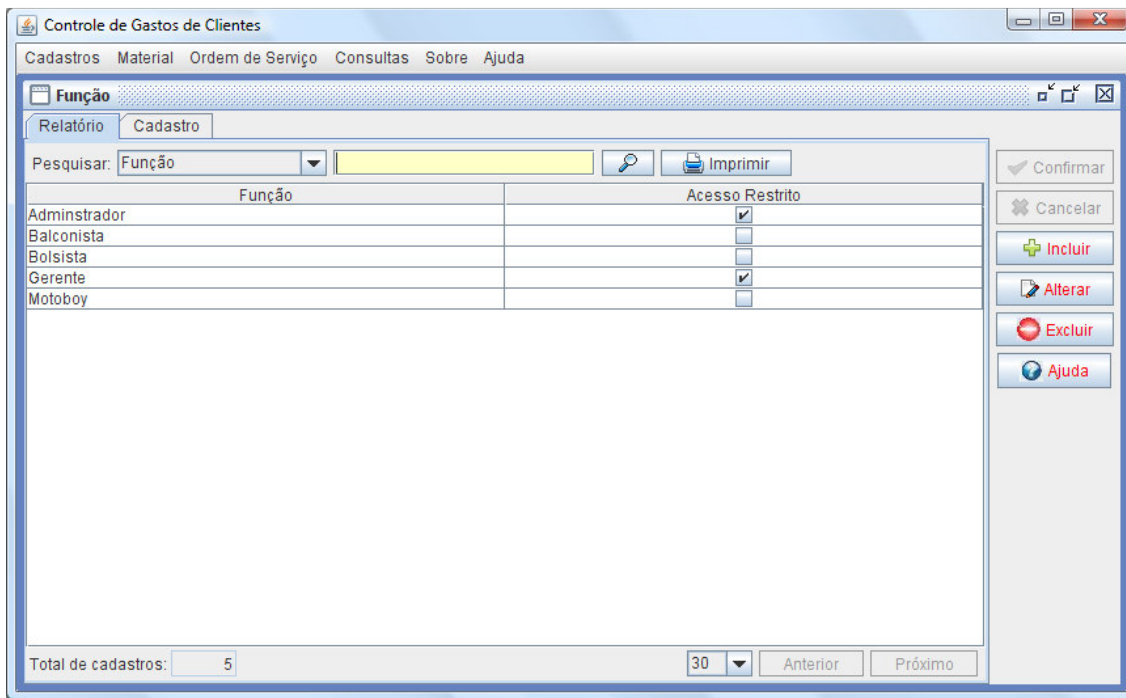 Controle de Gastos de Clientes
Cadastros Material Ordem de Serviço Consultas Sobre Ajuda
Função
Relatório Cadastro
Pesquisar: Função Imprimir
Função Acesso Restrito
Adminstrador
Balconista
Bolsista
Gerente
Motoboy
Confirmar
Cancelar
Incluir
Alterar
Excluir
Ajuda
Total de cadastros: 5 30 Anterior Próximo